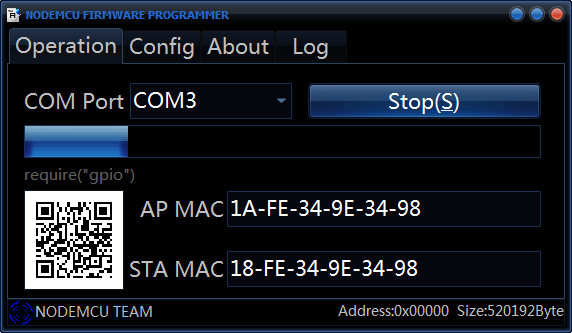 NODEMCU FIRMWARE PROGRAMMER
Operation Config About Log
COM Port COM3 Stop(S)
require("gpio")
AP MAC 1A-FE-34-9E-34-98
STA MAC 18-FE-34-9E-34-98
NODEMCU TEAM Address:0x00000 Size:520192Byte